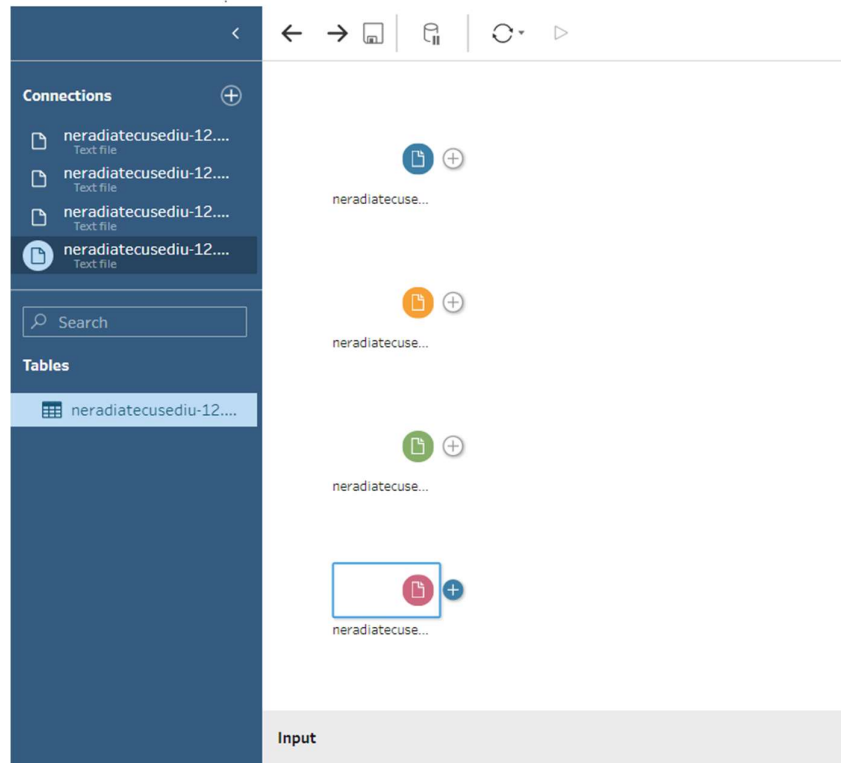 Connections
neradiatecusediu-12....
Text file
neradiatecusediu-12....
Text file
neradiatecusediu-12....
Text file
neradiatecusediu-12....
Text file
Search
Tables
neradiatecusediu-12....
neradiatecuse...
neradiatecuse...
neradiatecuse...
neradiatecuse...
Input